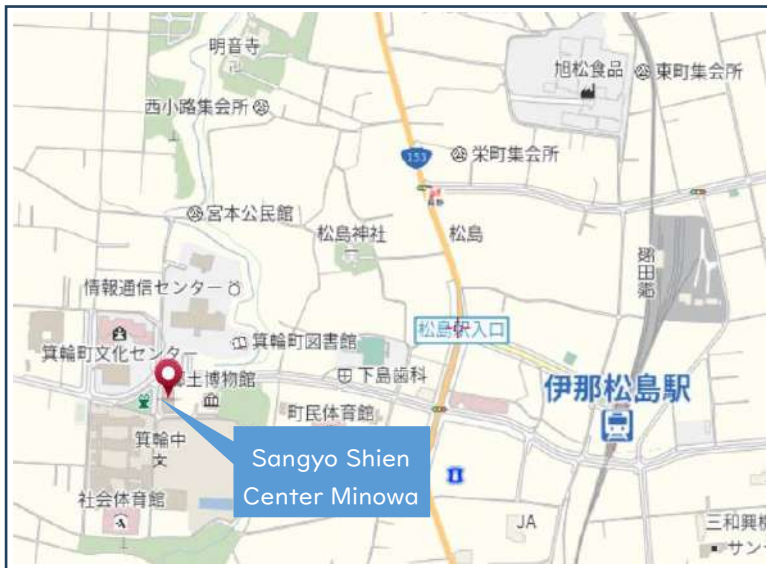 明音寺
旭松食品
東町集会所
西小路集会所
153
栄町集会所
宮本公民館
松島神社
松島
飯田線
情報通信センター
松島駅入口
箕輪町文化センター
箕輪町図書館
土博物館
下島歯科
伊那松島駅
町民体育館
箕輪中
Sangyo Shien
Center Minowa
社会体育館
JA
三和興
サン